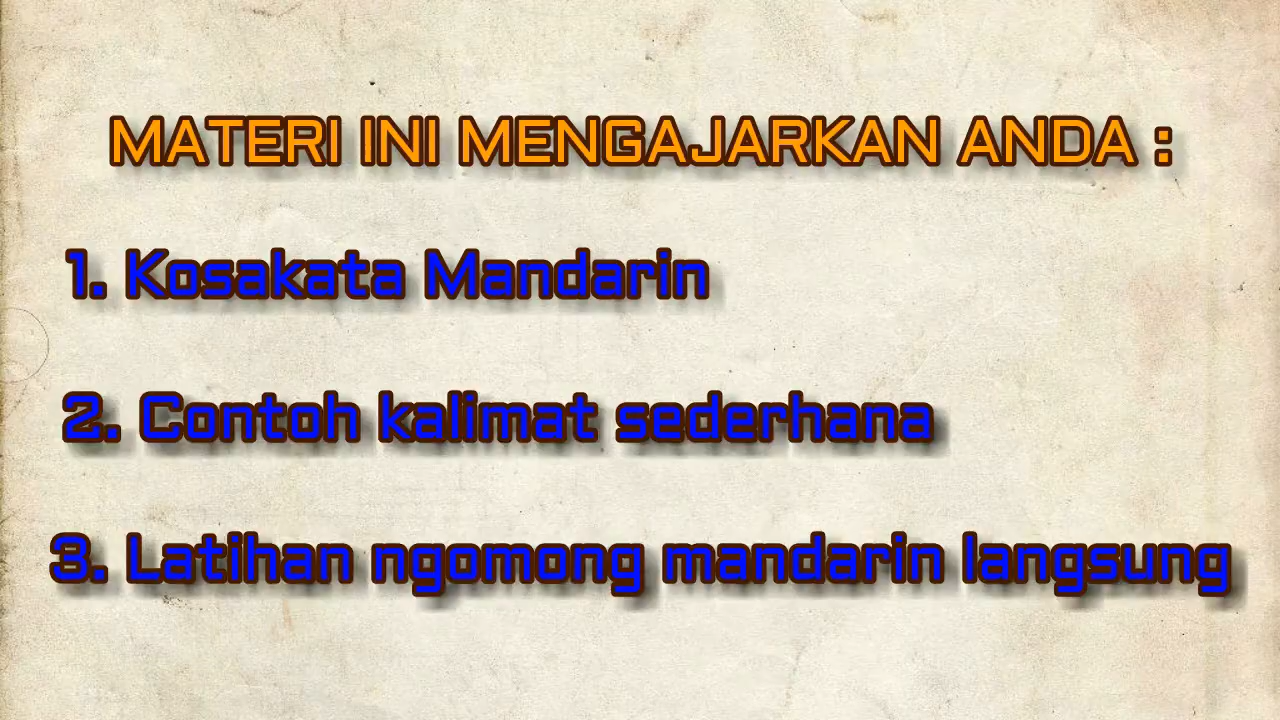 MATERI INI MENGAJARKAN ANDA :
1. Kosakata Mandarin
2. Contoh kalimat sederhana
3. Latihan ngomong mandarin langsung